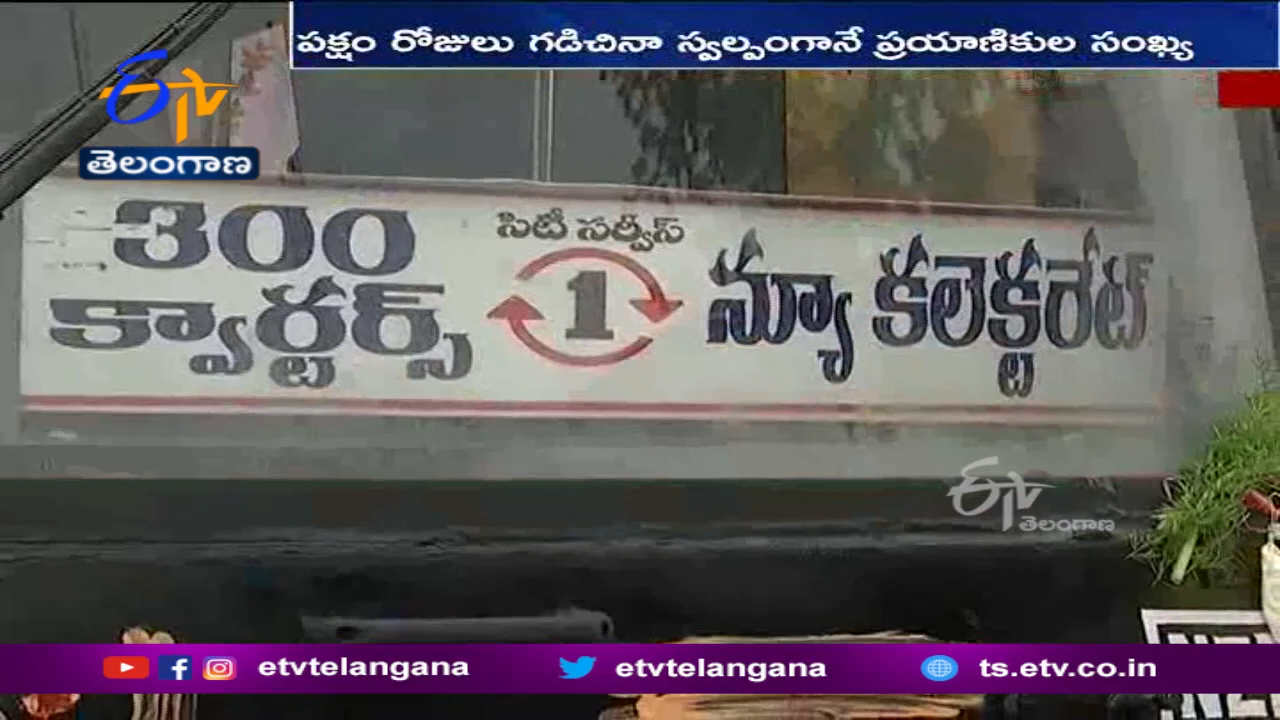 పక్షం రోజులు గడిచినా స్వల్పంగానే ప్రయాణికుల సంఖ్య
ETV
తెలంగాణ
300
క్వార్టర్స్
సిటీ సర్వీస్
1
న్యూ కలెక్టరేట్
ETV తెలంగాణ
etvtelangana
etvtelangana
ts.etv.co.in